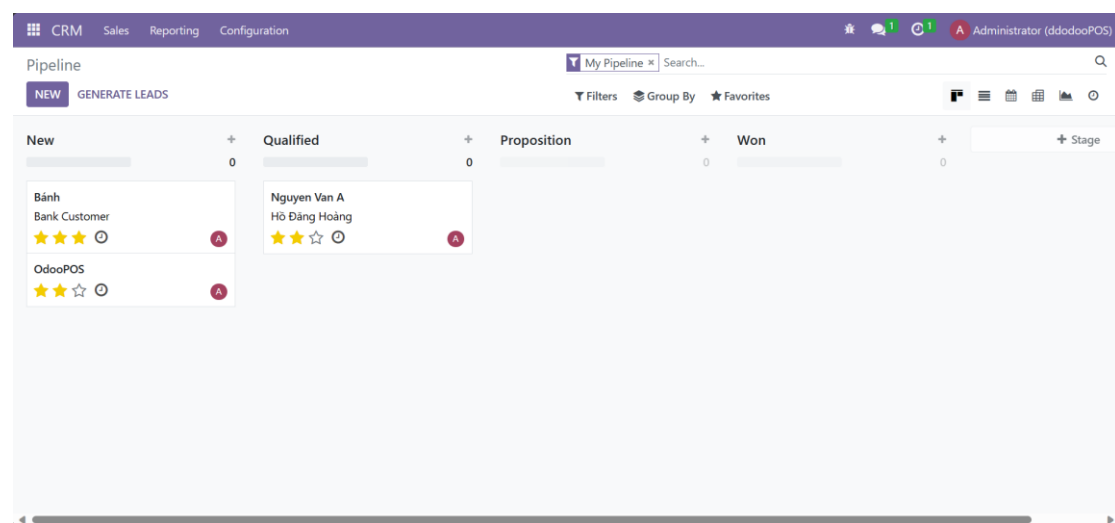 CRM Sales Reporting Configuration 1 1 A Administrator (ddodooPOS)
Pipeline My Pipeline × Search...
NEW GENERATE LEADS Filters Group By Favorites
New + Qualified + Proposition + Won + + Stage
0 0 0 0
Bánh
Bank Customer
A
OdooPOS
A
Nguyen Van A
Hồ Đăng Hoàng
A